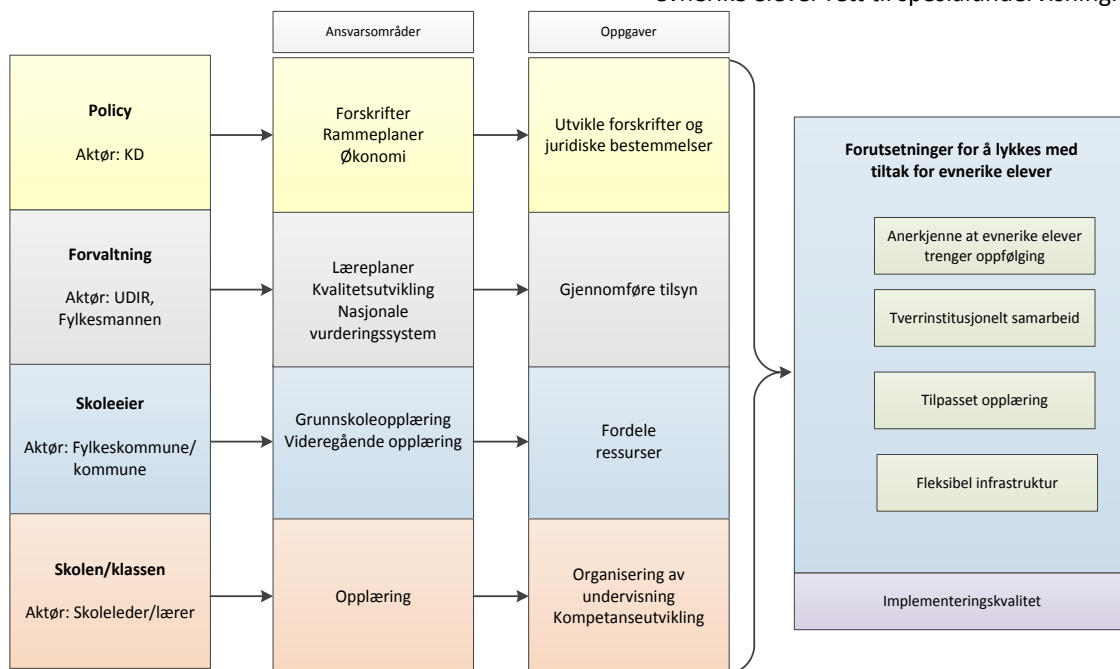 Ansvarsområder
Oppgaver
Policy
Aktør: KD
Forskrifter
Rammeplaner
Økonomi
Utvikle forskrifter og
juridiske bestemmelser
Forvaltning
Aktør: UDIR,
Fylkesmannen
Læreplaner
Kvalitetsutvikling
Nasjonale
vurderingssystem
Gjennomføre tilsyn
Skoleeier
Aktør: Fylkeskommune/
kommune
Grunnskoleopplæring
Videregående opplæring
Fordele
ressurser
Skolen/klassen
Aktør: Skoleleder/lærer
Opplæring
Organisering av
undervisning
Kompetanseutvikling
Forutsetninger for å lykkes med
tiltak for evnerike elever
Anerkjenne at evnerike elever
trenger oppfølging
Tverrinstitusjonelt samarbeid
Tilpasset opplæring
Fleksibel infrastruktur
Implementeringskvalitet